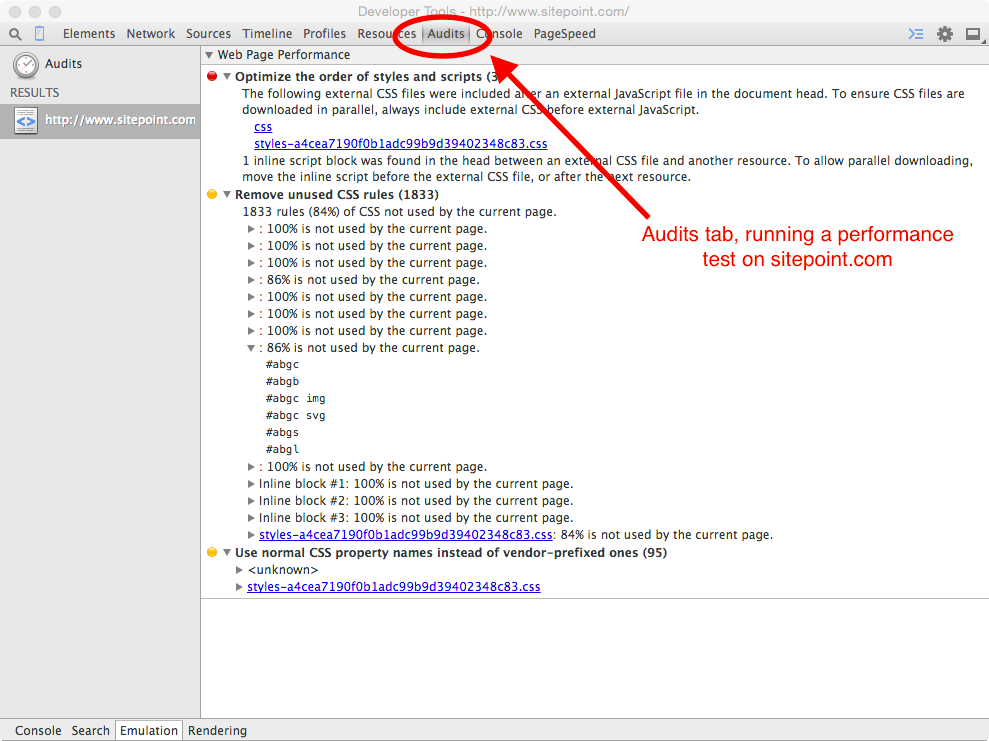 Developer Tools - http://www.sitepoint.com/
Elements Network Sources Timeline Profiles Resources Audits Console PageSpeed
Audits
RESULTS
http://www.sitepoint.com
Web Page Performance
Optimize the order of styles and scripts (3
The following external CSS files were included after an external JavaScript file in the document head. To ensure CSS files are
downloaded in parallel, always include external CSS before external JavaScript.
css
styles-a4cea7190f0b1adc99b9d39402348c83.css
1 inline script block was found in the head between an external CSS file and another resource. To allow parallel downloading,
move the inline script before the external CSS file, or after the next resource.
Remove unused CSS rules (1833)
1833 rules (84%) of CSS not used by the current page.
: 100% is not used by the current page.
: 100% is not used by the current page.
: 100% is not used by the current page.
: 86% is not used by the current page.
: 100% is not used by the current page.
: 100% is not used by the current page.
: 100% is not used by the current page.
: 86% is not used by the current page.
#abgc
#abgb
#abgc img
#abgc svg
#abgs
#abgl
: 100% is not used by the current page.
Inline block #1: 100% is not used by the current page.
Inline block #2: 100% is not used by the current page.
Inline block #3: 100% is not used by the current page.
styles-a4cea7190f0b1adc99b9d39402348c83.css: 84% is not used by the current page.
Use normal CSS property names instead of vendor-prefixed ones (95)
<unknown>
styles-a4cea7190f0b1adc99b9d39402348c83.css
Audits tab, running a performance
test on sitepoint.com
Console Search Emulation Rendering